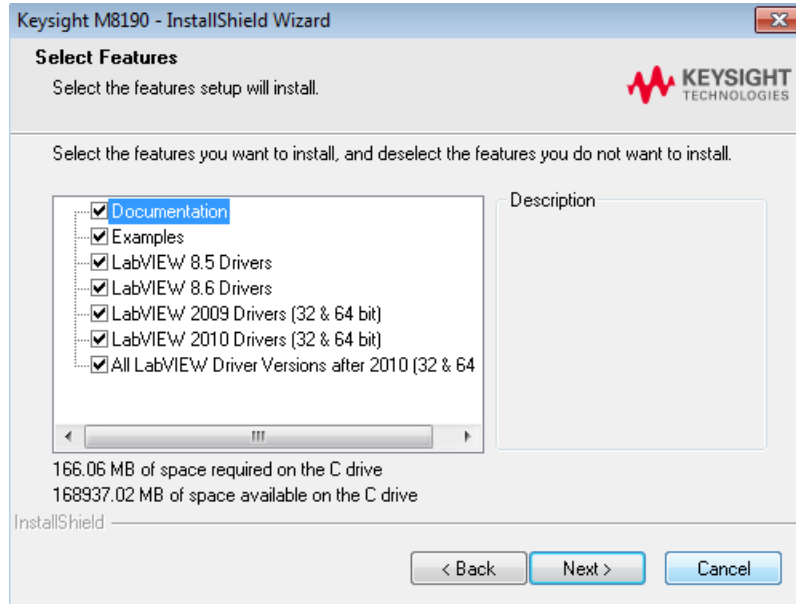 Keysight M8190 - InstallShield Wizard
Select Features
Select the features setup will install.
KEYSIGHT
TECHNOLOGIES
Select the features you want to install, and deselect the features you do not want to install.
Documentation
Description
Examples
LabVIEW 8.5 Drivers
LabVIEW 8.6 Drivers
LabVIEW 2009 Drivers (32 & 64 bit)
LabVIEW 2010 Drivers (32 & 64 bit)
All LabVIEW Driver Versions after 2010 (32 & 64
166.06 MB of space required on the C drive
168937.02 MB of space available on the C drive
InstallShield
< Back
Next >
Cancel